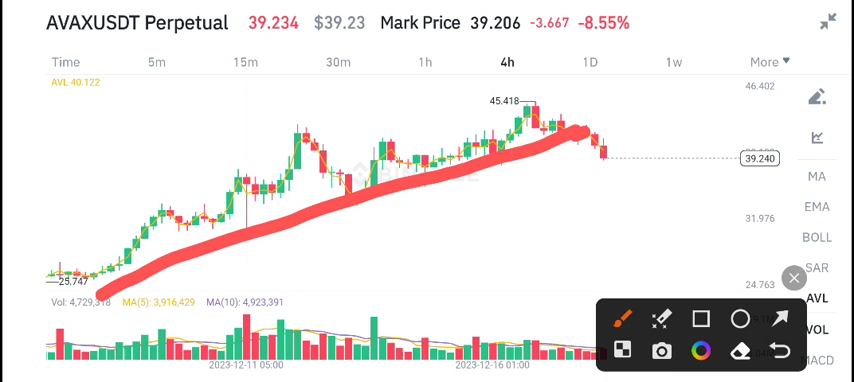 AVAXUSDT Perpetual 39.234 $39.23 Mark Price 39.206 -3.667 -8.55%
Time 5m 15m 30m 1h 4h 1D 1w More
AVL 40.122
46.402
45.418
39.240
MA
EMA
31.976
BOLL
SAR
25.747
24.763
AVL
Vol: 4,729,318 MA(5): 3,916,429 MA(10): 4,923,391
VOL
MACD
2023-12-11 05:00 2023-12-16 01:00